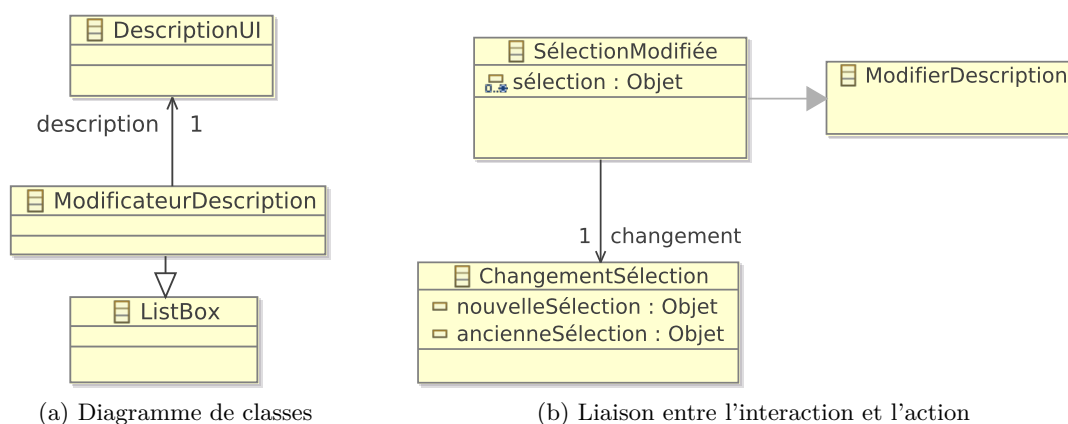 DescriptionUI
description 1
ModificateurDescription
ListBox
(a) Diagramme de classes
SélectionModifiée
sélection : Objet
ModifierDescription
1 changement
ChangementSélection
nouvelleSélection : Objet
ancienneSélection : Objet
(b) Liaison entre l'interaction et l'action